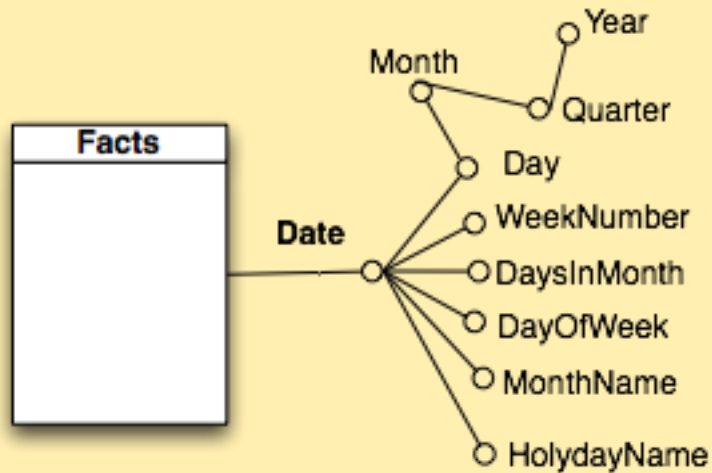 Year
Month
Quarter
Facts
Day
WeekNumber
Date
DaysInMonth
DayOfWeek
MonthName
HolydayName